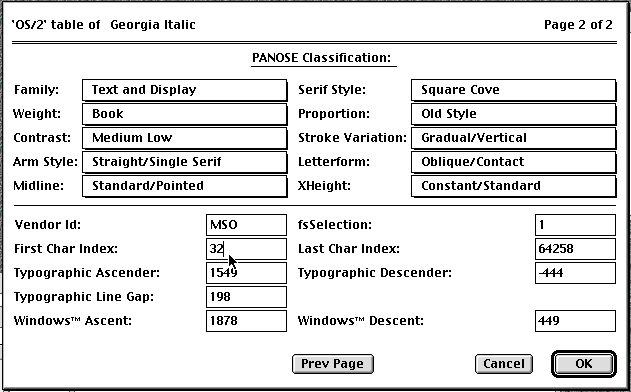 'OS/2' table of Georgia Italic Page 2 of 2
PANOSE Classification:
Family: Text and Display Serif Style: Square Cove
Weight: Book Proportion: Old Style
Contrast: Medium Low Stroke Variation: Gradual/Vertical
Arm Style: Straight/Single Serif Letterform: Oblique/Contact
Midline: Standard/Pointed XHeight: Constant/Standard
Vendor Id: MSO fsSelection: 1
First Char Index: 32 Last Char Index: 64258
Typographic Ascender: 1549 Typographic Descender: -444
Typographic Line Gap: 198
Windows™ Ascent: 1878 Windows™ Descent: 449
Prev Page Cancel OK